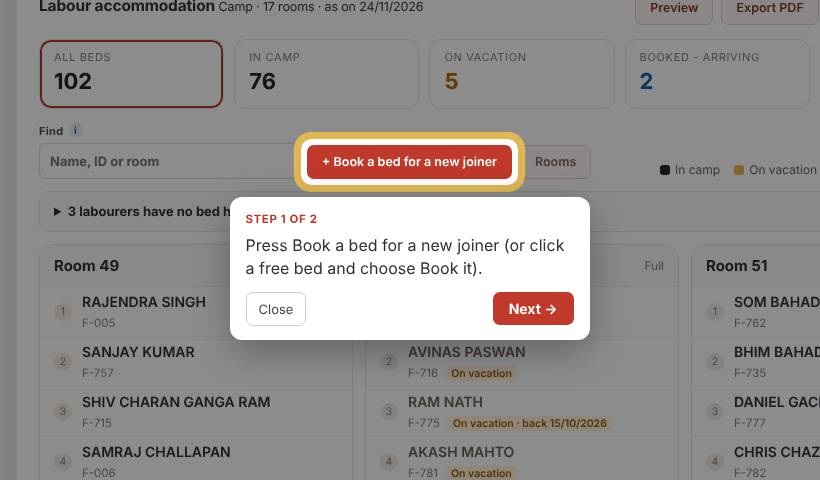 Labour accommodation Camp · 17 rooms · as on 24/11/2026
Preview
Export PDF
ALL BEDS
102
IN CAMP
76
ON VACATION
5
BOOKED - ARRIVING
2
Find i
Name, ID or room
+ Book a bed for a new joiner
Rooms
In camp
On vacation
3 labourers have no bed h
STEP 1 OF 2
Press Book a bed for a new joiner (or click
a free bed and choose Book it).
Close
Next →
Room 49
1
RAJENDRA SINGH
F-005
2
SANJAY KUMAR
F-757
3
SHIV CHARAN GANGA RAM
F-715
4
SAMRAJ CHALLAPAN
F-006
Full
2
AVINAS PASWAN
F-716 On vacation
3
RAM NATH
F-775 On vacation · back 15/10/2026
4
AKASH MAHTO
F-781 On vacation
Room 51
1
SOM BAHAD
F-762
2
BHIM BAHAD
F-735
3
DANIEL GAC
F-777
4
CHRIS CHAZ
F-782